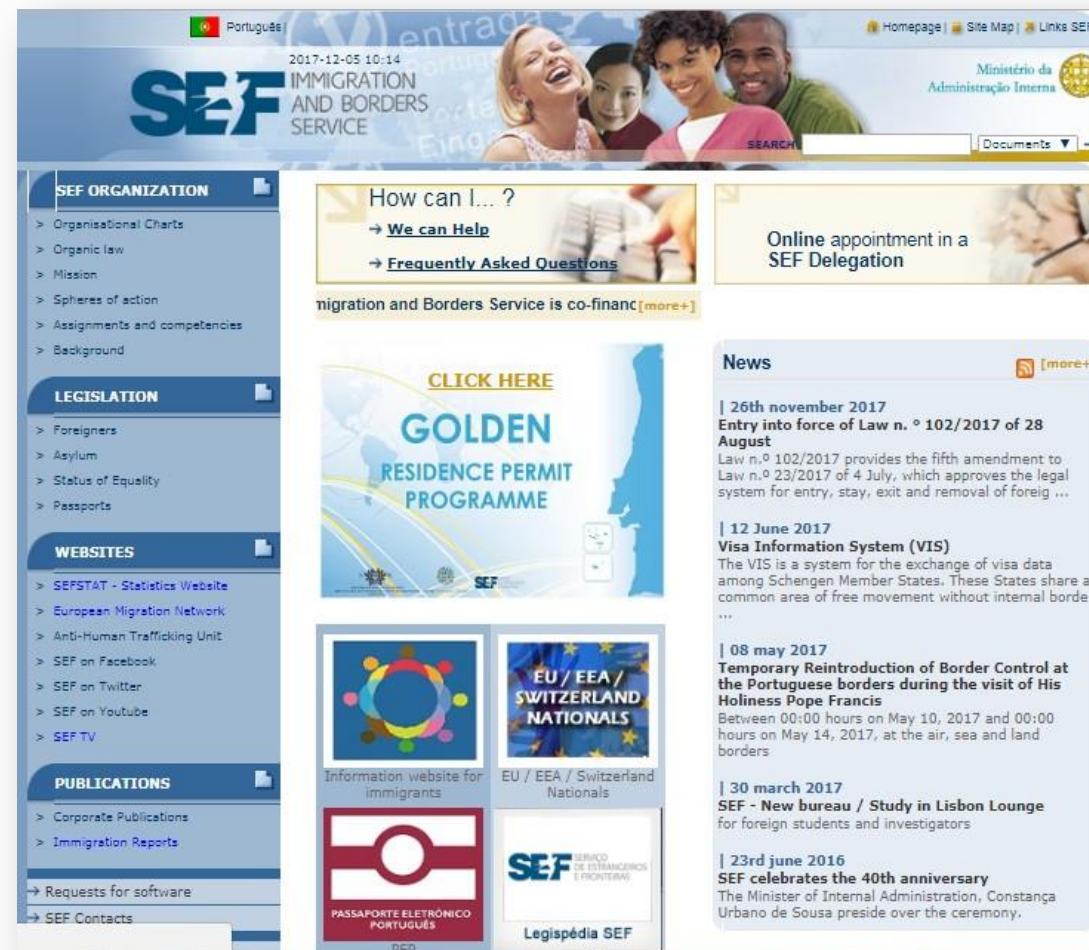 Português|
Homepage | Site Map | Links SEF
entrada
2017-12-05 10:14
SEF
IMMIGRATION
AND BORDERS
SERVICE
Eingang
Ministério da
Administração Interna
SEARCH
Documents
SEF ORGANIZATION
> Organisational Charts
> Organic law
> Mission
> Spheres of action
> Assignments and competencies
> Background
LEGISLATION
> Foreigners
> Asylum
> Status of Equality
> Passports
WEBSITES
> SEFSTAT - Statistics Website
> European Migration Network
> Anti-Human Trafficking Unit
> SEF on Facebook
> SEF on Twitter
> SEF on Youtube
> SEF TV
PUBLICATIONS
> Corporate Publications
> Immigration Reports
→ Requests for software
→ SEF Contacts
How can I... ?
→ We can Help
→ Frequently Asked Questions
migration and Borders Service is co-financ [more+]
CLICK HERE
GOLDEN
RESIDENCE PERMIT
PROGRAMME
SEF
Information website for
immigrants
EU / EEA /
SWITZERLAND
NATIONALS
EU / EEA / Switzerland
Nationals
PASSAPORTE ELETRÓNICO
PORTUGUÊS
PEP
SEF SERVIÇO
DE ESTRANGEIROS
E FRONTEIRAS
Legispédia SEF
Online appointment in a
SEF Delegation
News
[more+
| 26th november 2017
Entry into force of Law n. º 102/2017 of 28
August
Law n.º 102/2017 provides the fifth amendment to
Law n.º 23/2017 of 4 July, which approves the legal
system for entry, stay, exit and removal of foreig ...
| 12 June 2017
Visa Information System (VIS)
The VIS is a system for the exchange of visa data
among Schengen Member States. These States share a
common area of free movement without internal borde
...
| 08 may 2017
Temporary Reintroduction of Border Control at
the Portuguese borders during the visit of His
Holiness Pope Francis
Between 00:00 hours on May 10, 2017 and 00:00
hours on May 14, 2017, at the air, sea and land
borders
| 30 march 2017
SEF - New bureau / Study in Lisbon Lounge
for foreign students and investigators
| 23rd june 2016
SEF celebrates the 40th anniversary
The Minister of Internal Administration, Constança
Urbano de Sousa preside over the ceremony.